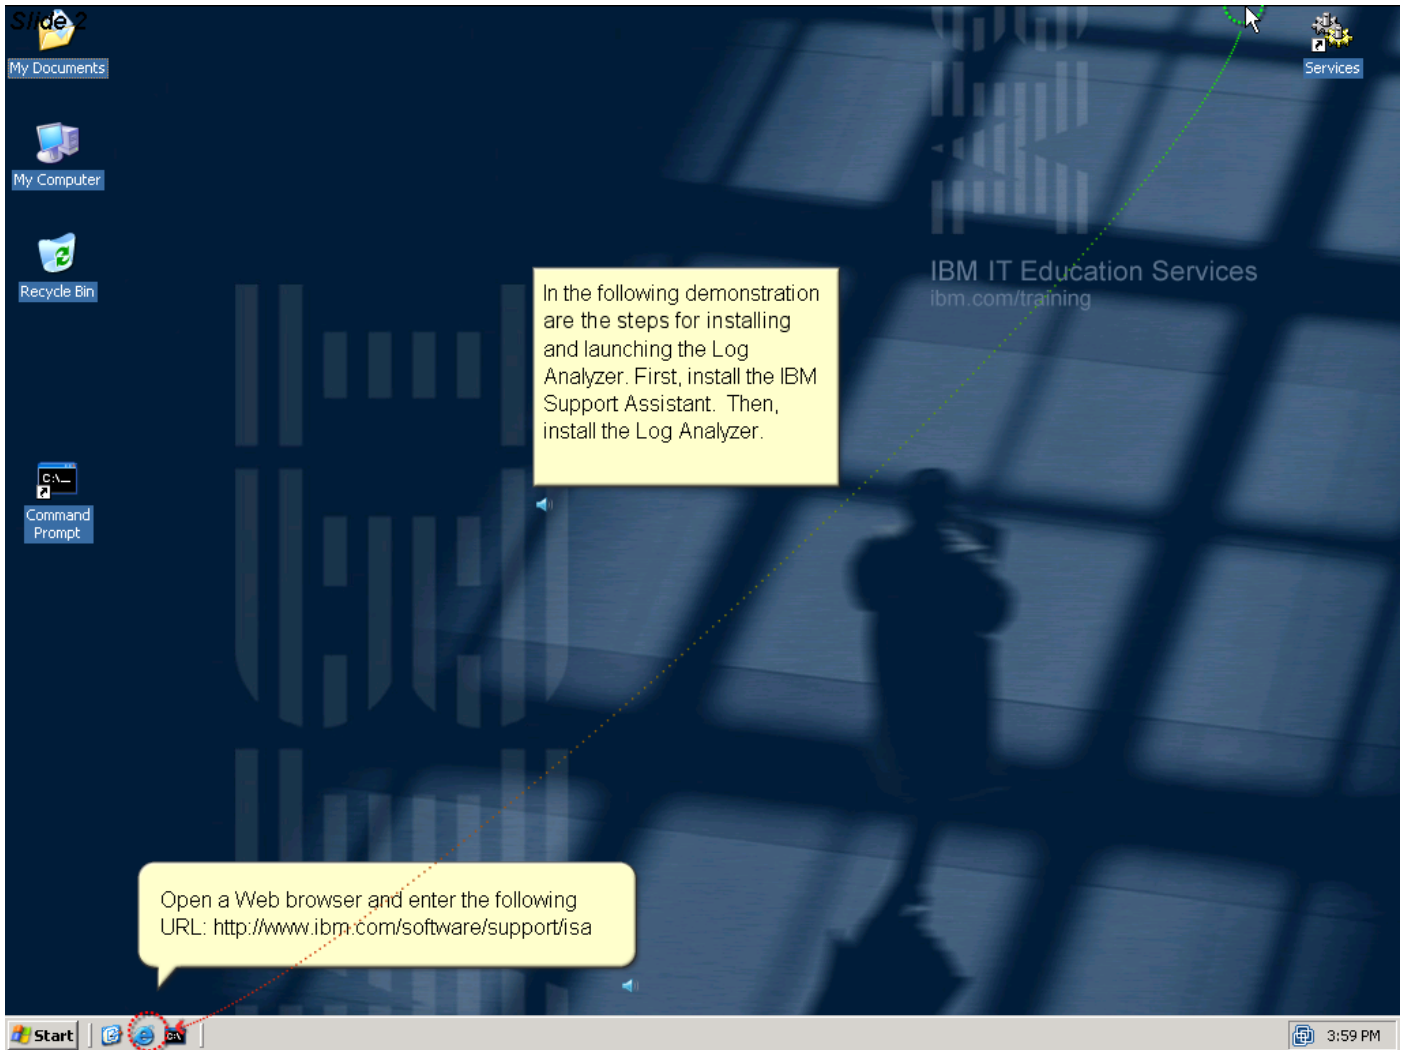 Slide 2
My Documents
Services
My Computer
Recycle Bin
IBM IT Education Services
ibm.com/training
In the following demonstration
are the steps for installing
and launching the Log
Analyzer. First, install the IBM
Support Assistant.  Then,
install the Log Analyzer.
C:\_
Command
Prompt
Open a Web browser and enter the following
URL: http://www.ibm.com/software/support/isa
Start
C:\
3:59 PM